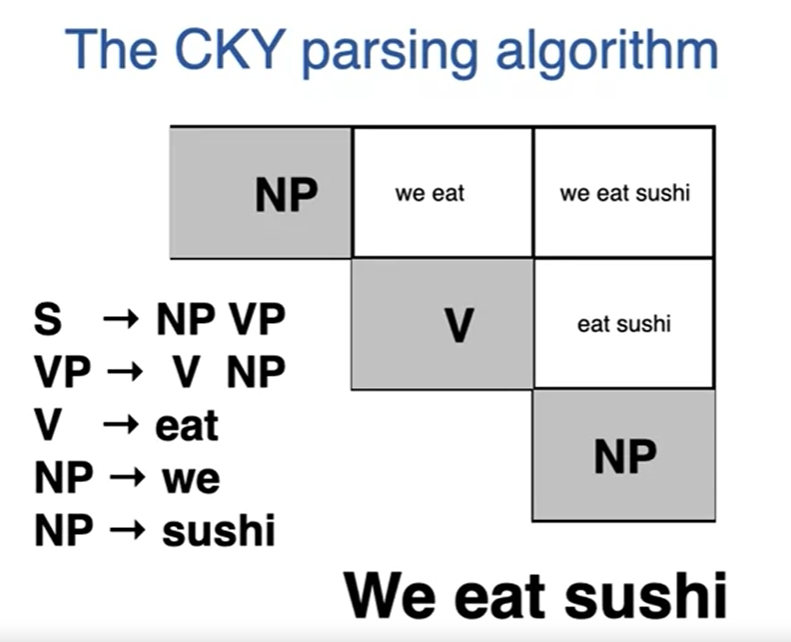 The CKY parsing algorithm
NP
we eat
we eat sushi
V
eat sushi
NP
S → NP VP
VP → V NP
V → eat
NP → we
NP → sushi
We eat sushi